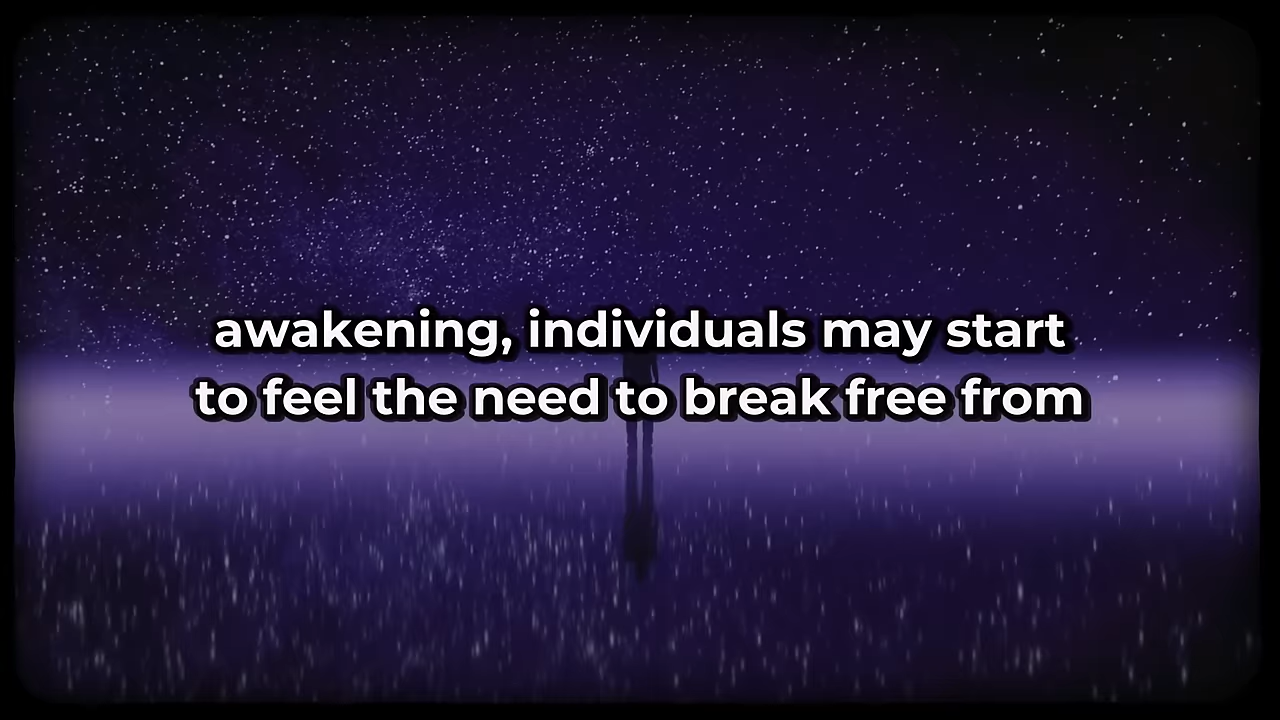 awakening, individuals may start
to feel the need to break free from